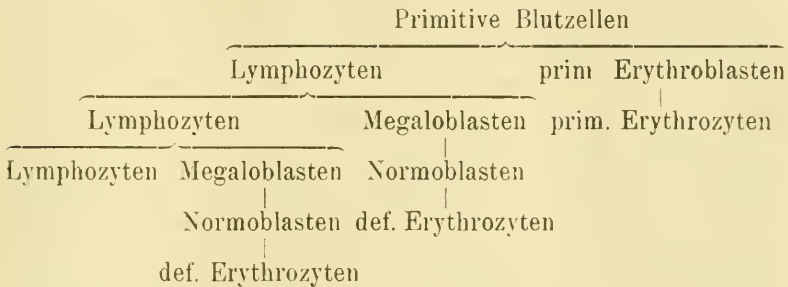 Primitive Blutzellen
Lymphozyten prim Erythroblasten
Lymphozyten Megaloblasten prim. Erythrozyten
Lymphozyten Megaloblasten Normoblasten
Normoblasten def. Erythrozyten
def. Erythrozyten